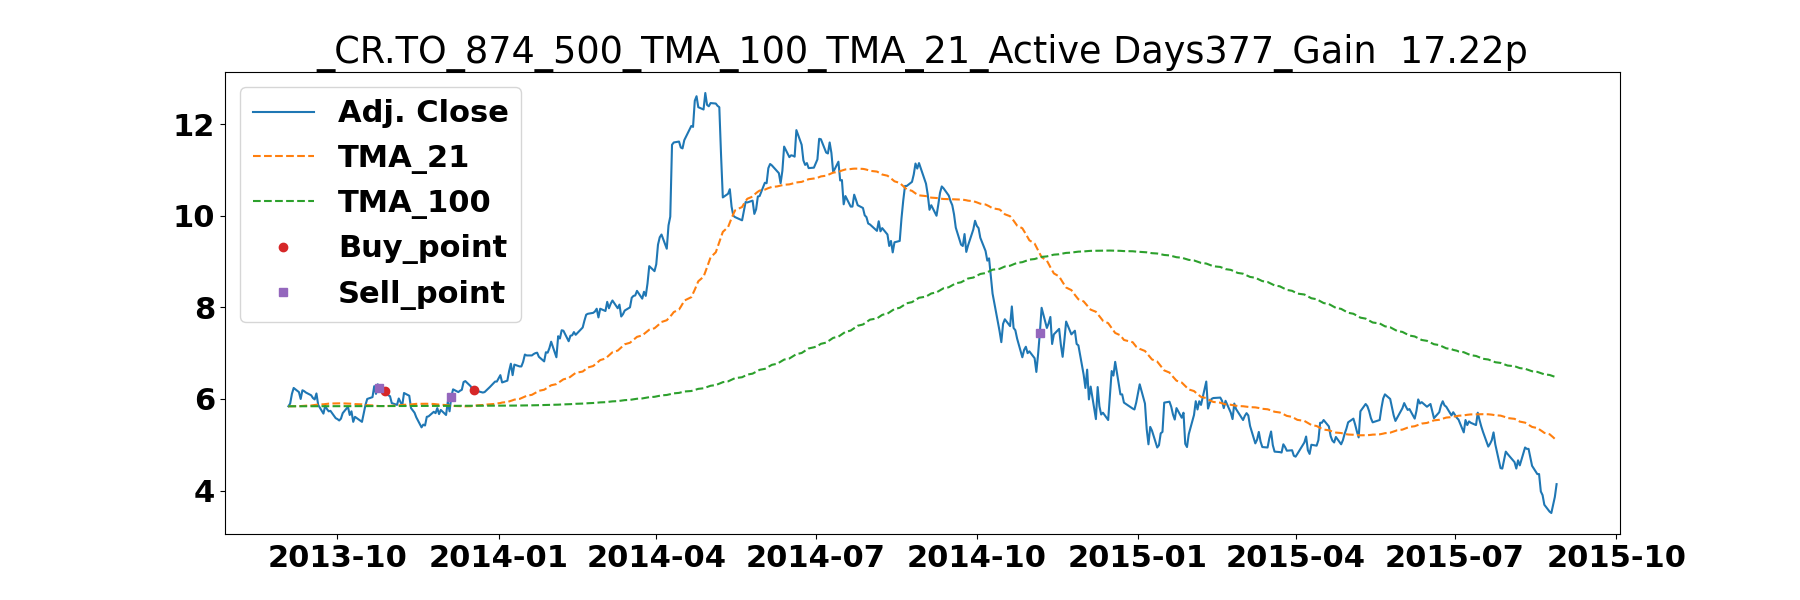 _CR.TO_874_500_TMA_100_TMA_21_Active Days377_Gain  17.22p
Adj. Close
TMA_21
TMA_100
Buy_point
Sell_point
12
10
8
6
4
2013-10 2014-01 2014-04 2014-07 2014-10 2015-01 2015-04 2015-07 2015-10